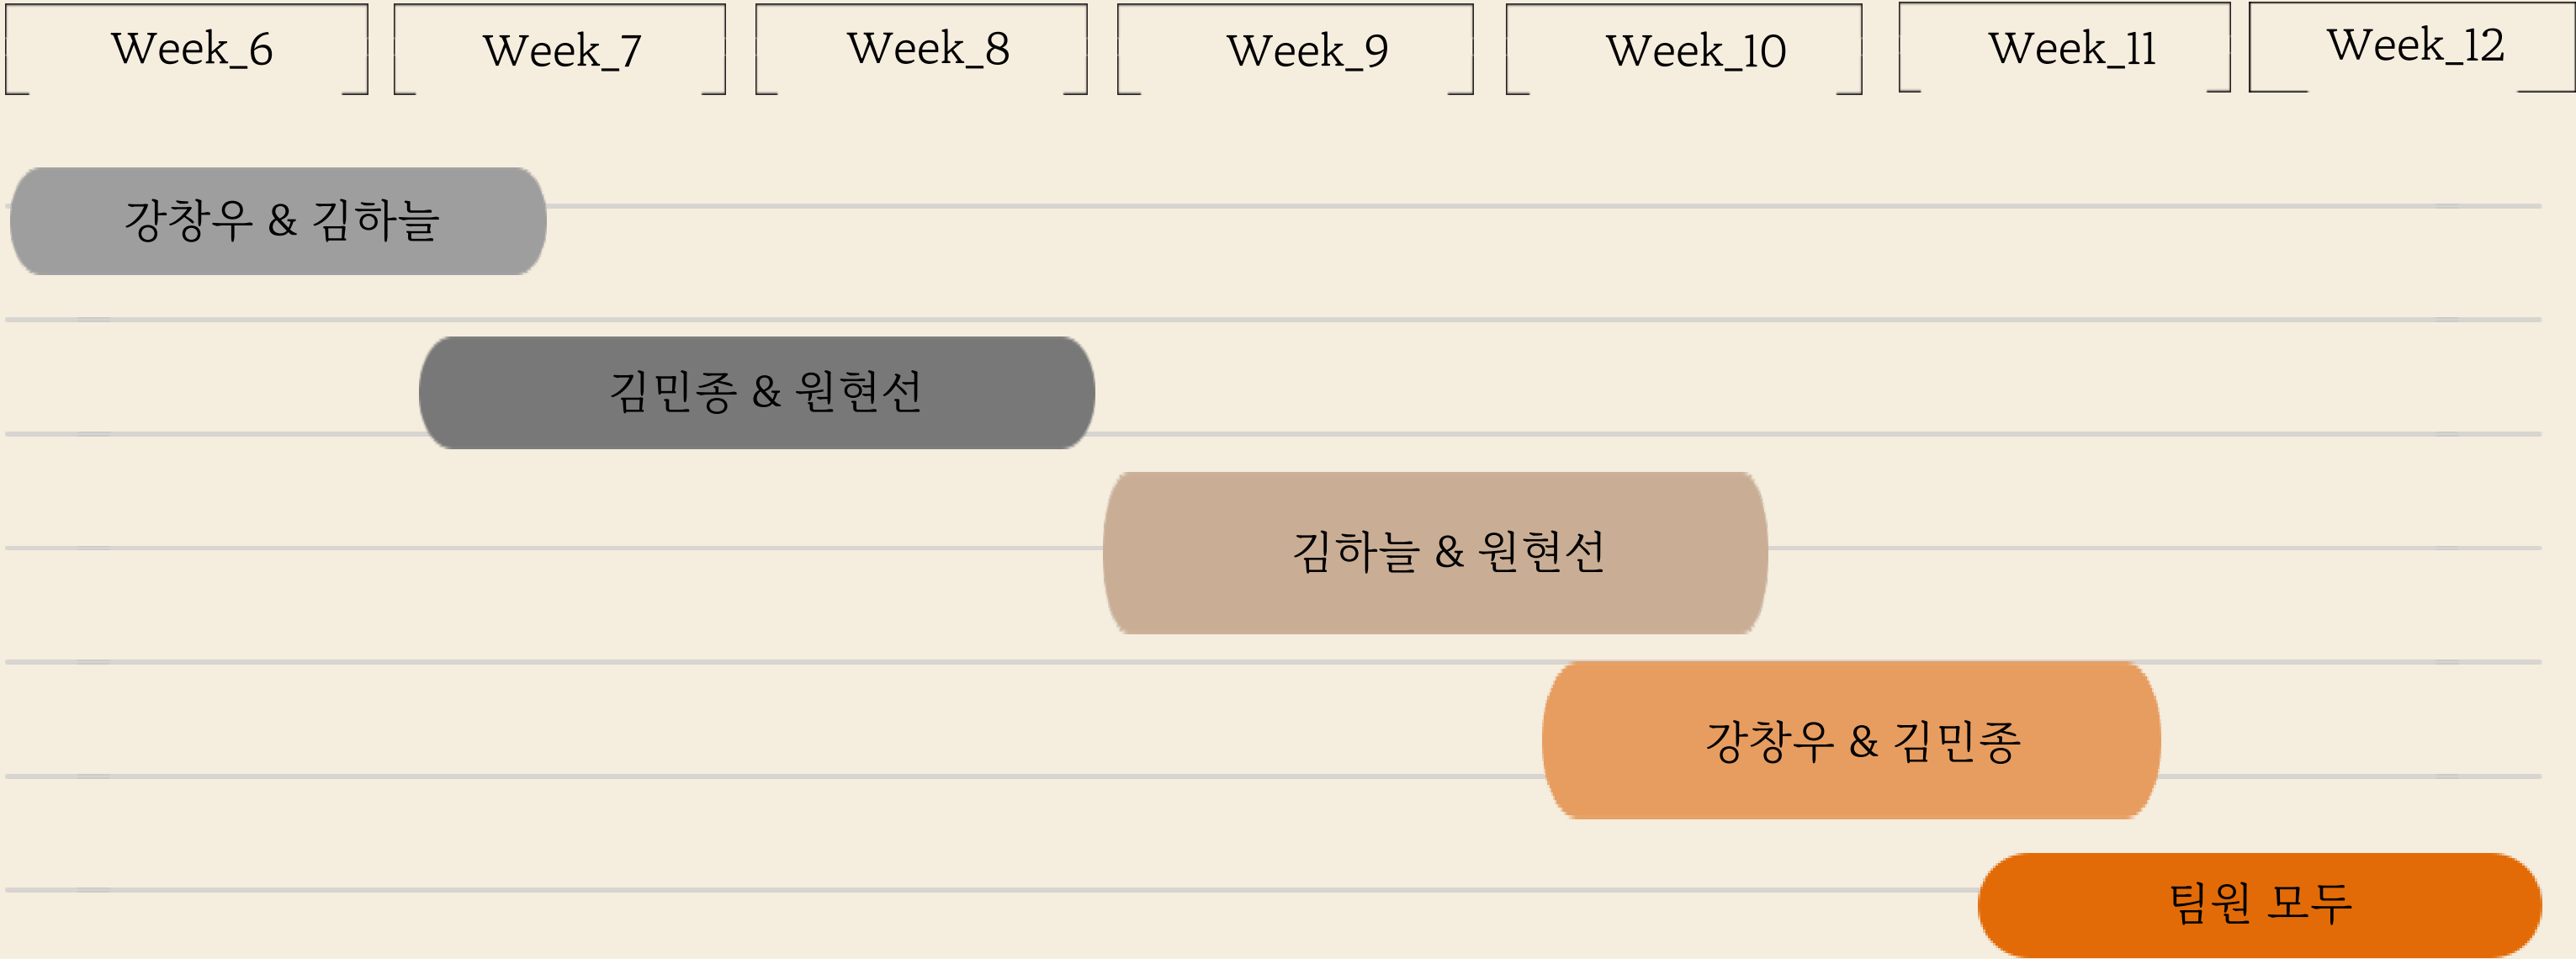 Week_6
Week_7
Week_8
Week_9
Week_10
Week_11
Week_12
강창우 & 김하늘
김민종 & 원현선
김하늘 & 원현선
강창우 & 김민종
팀원 모두